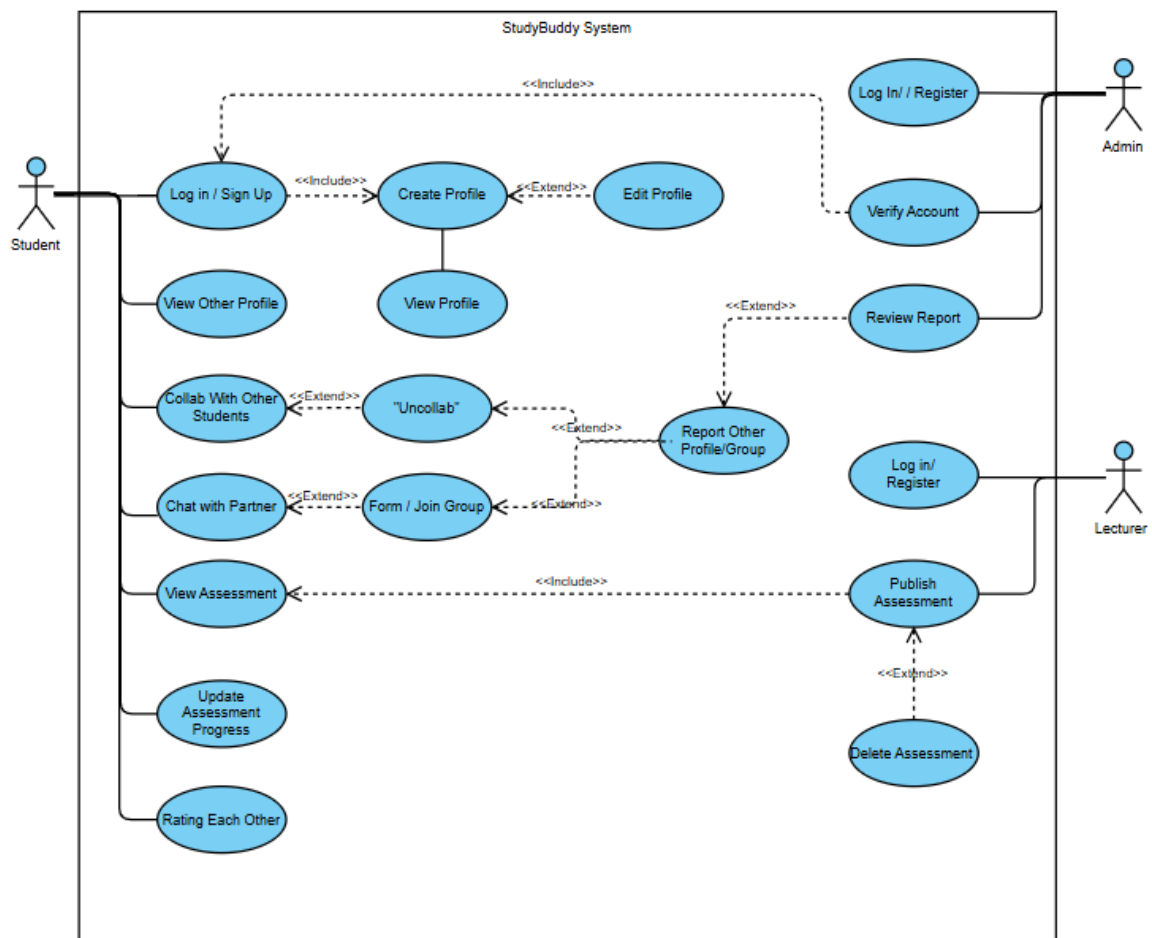 StudyBuddy System
<<Include>>
Log In/ / Register
Admin
Log in / Sign Up
<<Include>>
Create Profile
<<Extend>>
Edit Profile
Verify Account
Student
View Other Profile
View Profile
<<Extend>>
Review Report
Collab With Other
Students
<<Extend>>
"Uncollab"
<<Extend>>
Report Other
Profile/Group
Log in/
Register
Chat with Partner
<<Extend>>
Form / Join Group
<<Extend>>
Lecturer
View Assessment
<<Include>>
Publish
Assessment
<<Extend>>
Update
Assessment
Progress
Delete Assessment
Rating Each Other